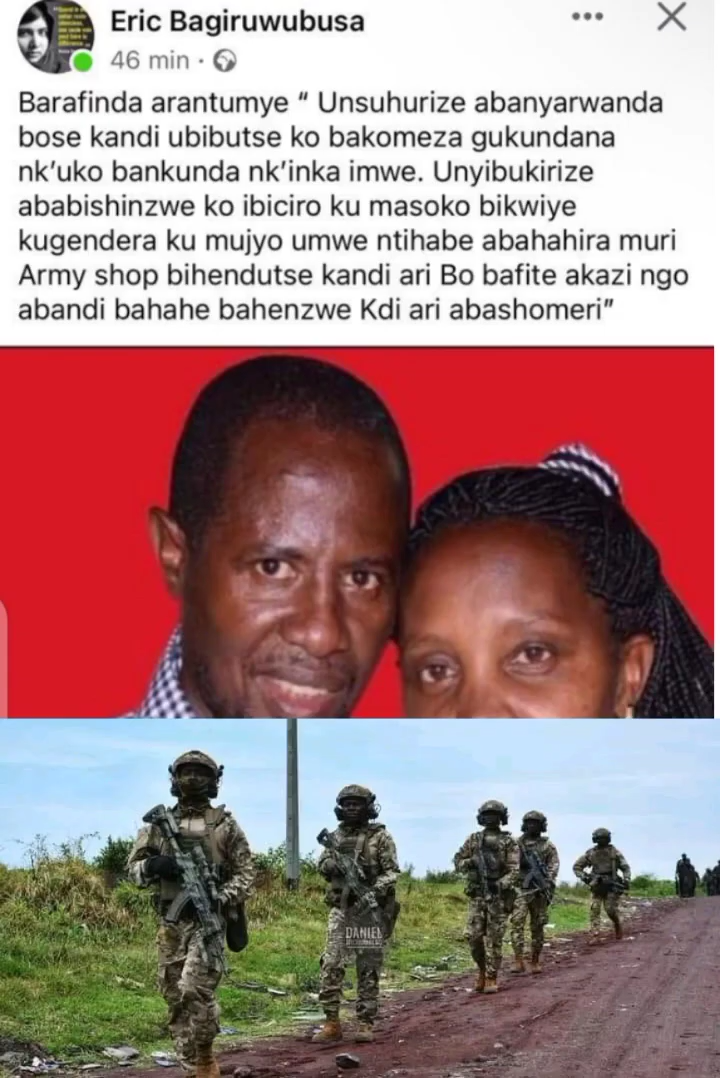 Eric Bagiruwubusa
46 min ·
Barafinda arantumye “ Unsuhurize abanyarwanda
bose kandi ubibutse ko bakomeza gukundana
nk’uko bankunda nk’inka imwe. Unyibukirize
ababishinzwe ko ibiciro ku masoko bikwiye
kugendera ku mujyo umwe ntihabe abahahira muri
Army shop bihendutse kandi ari Bo bafite akazi ngo
abandi bahahe bahenzwe Kdi ari abashomeri”
DANIEL